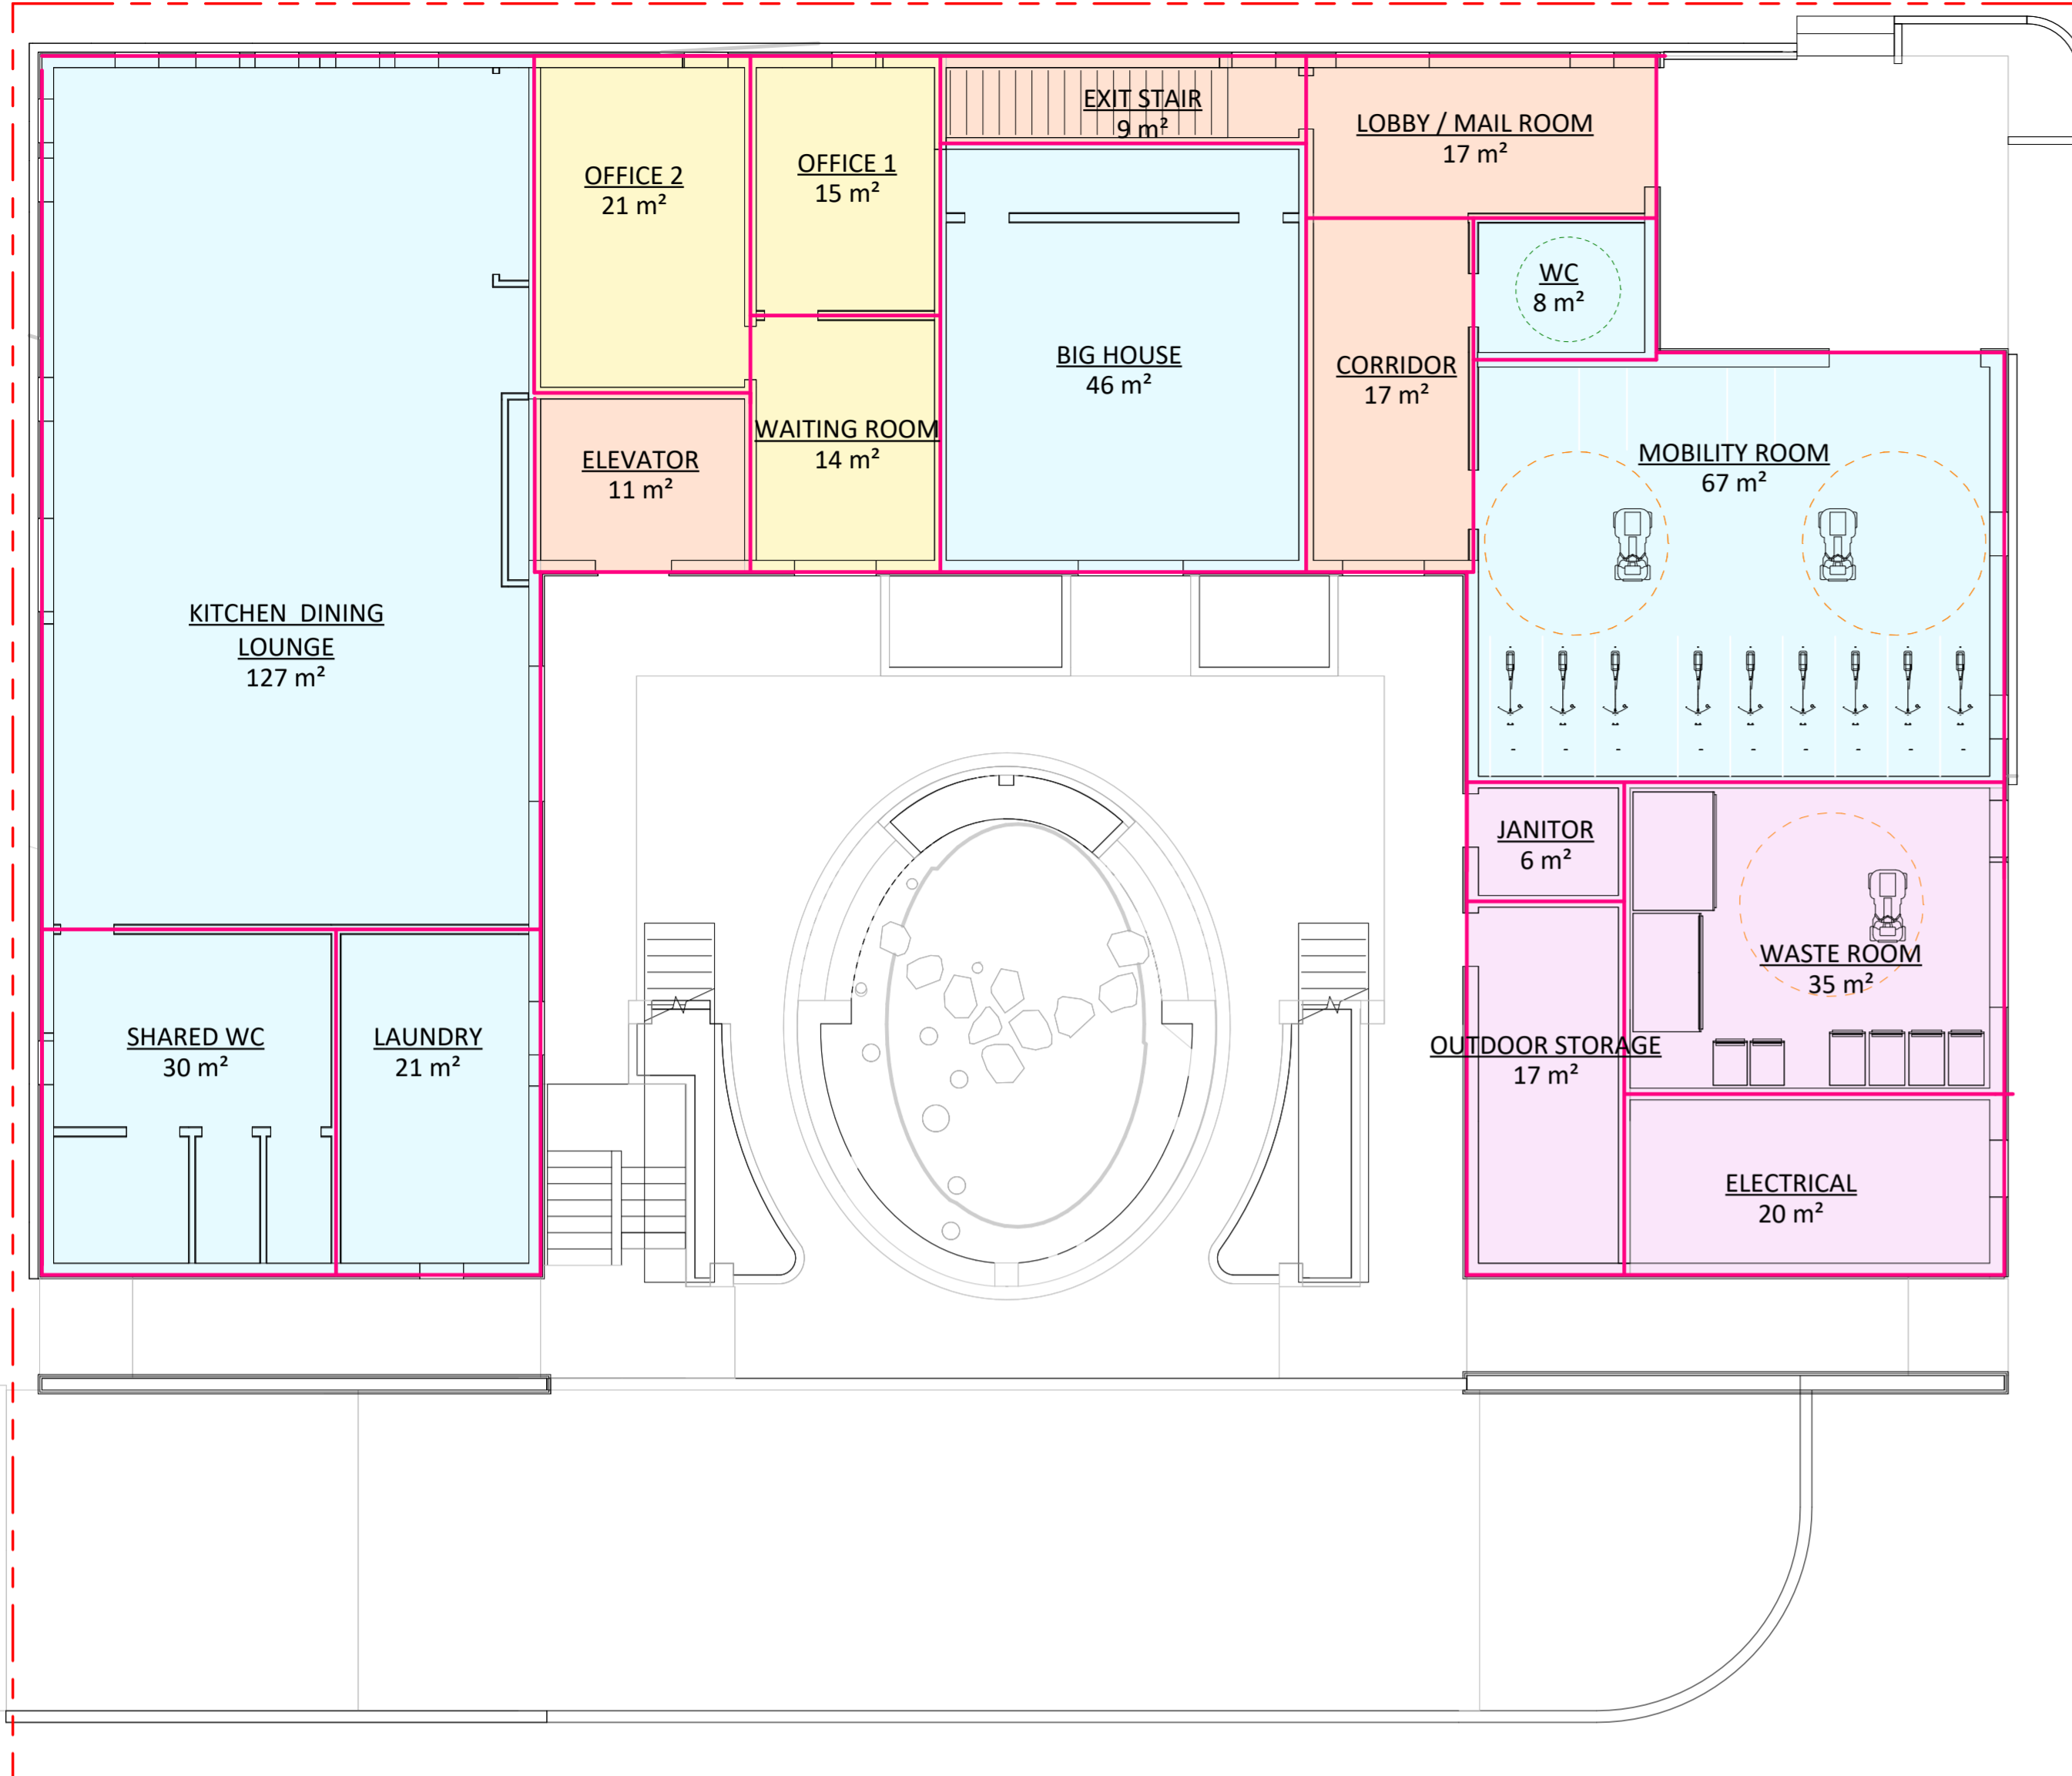 EXIT STAIR
9 m²
LOBBY / MAIL ROOM
17 m²
OFFICE 2
21 m²
OFFICE 1
15 m²
WC
8 m²
BIG HOUSE
46 m²
CORRIDOR
17 m²
WAITING ROOM
14 m²
ELEVATOR
11 m²
MOBILITY ROOM
67 m²
KITCHEN DINING
LOUNGE
127 m²
JANITOR
6 m²
WASTE ROOM
35 m²
SHARED WC
30 m²
LAUNDRY
21 m²
OUTDOOR STORAGE
17 m²
ELECTRICAL
20 m²